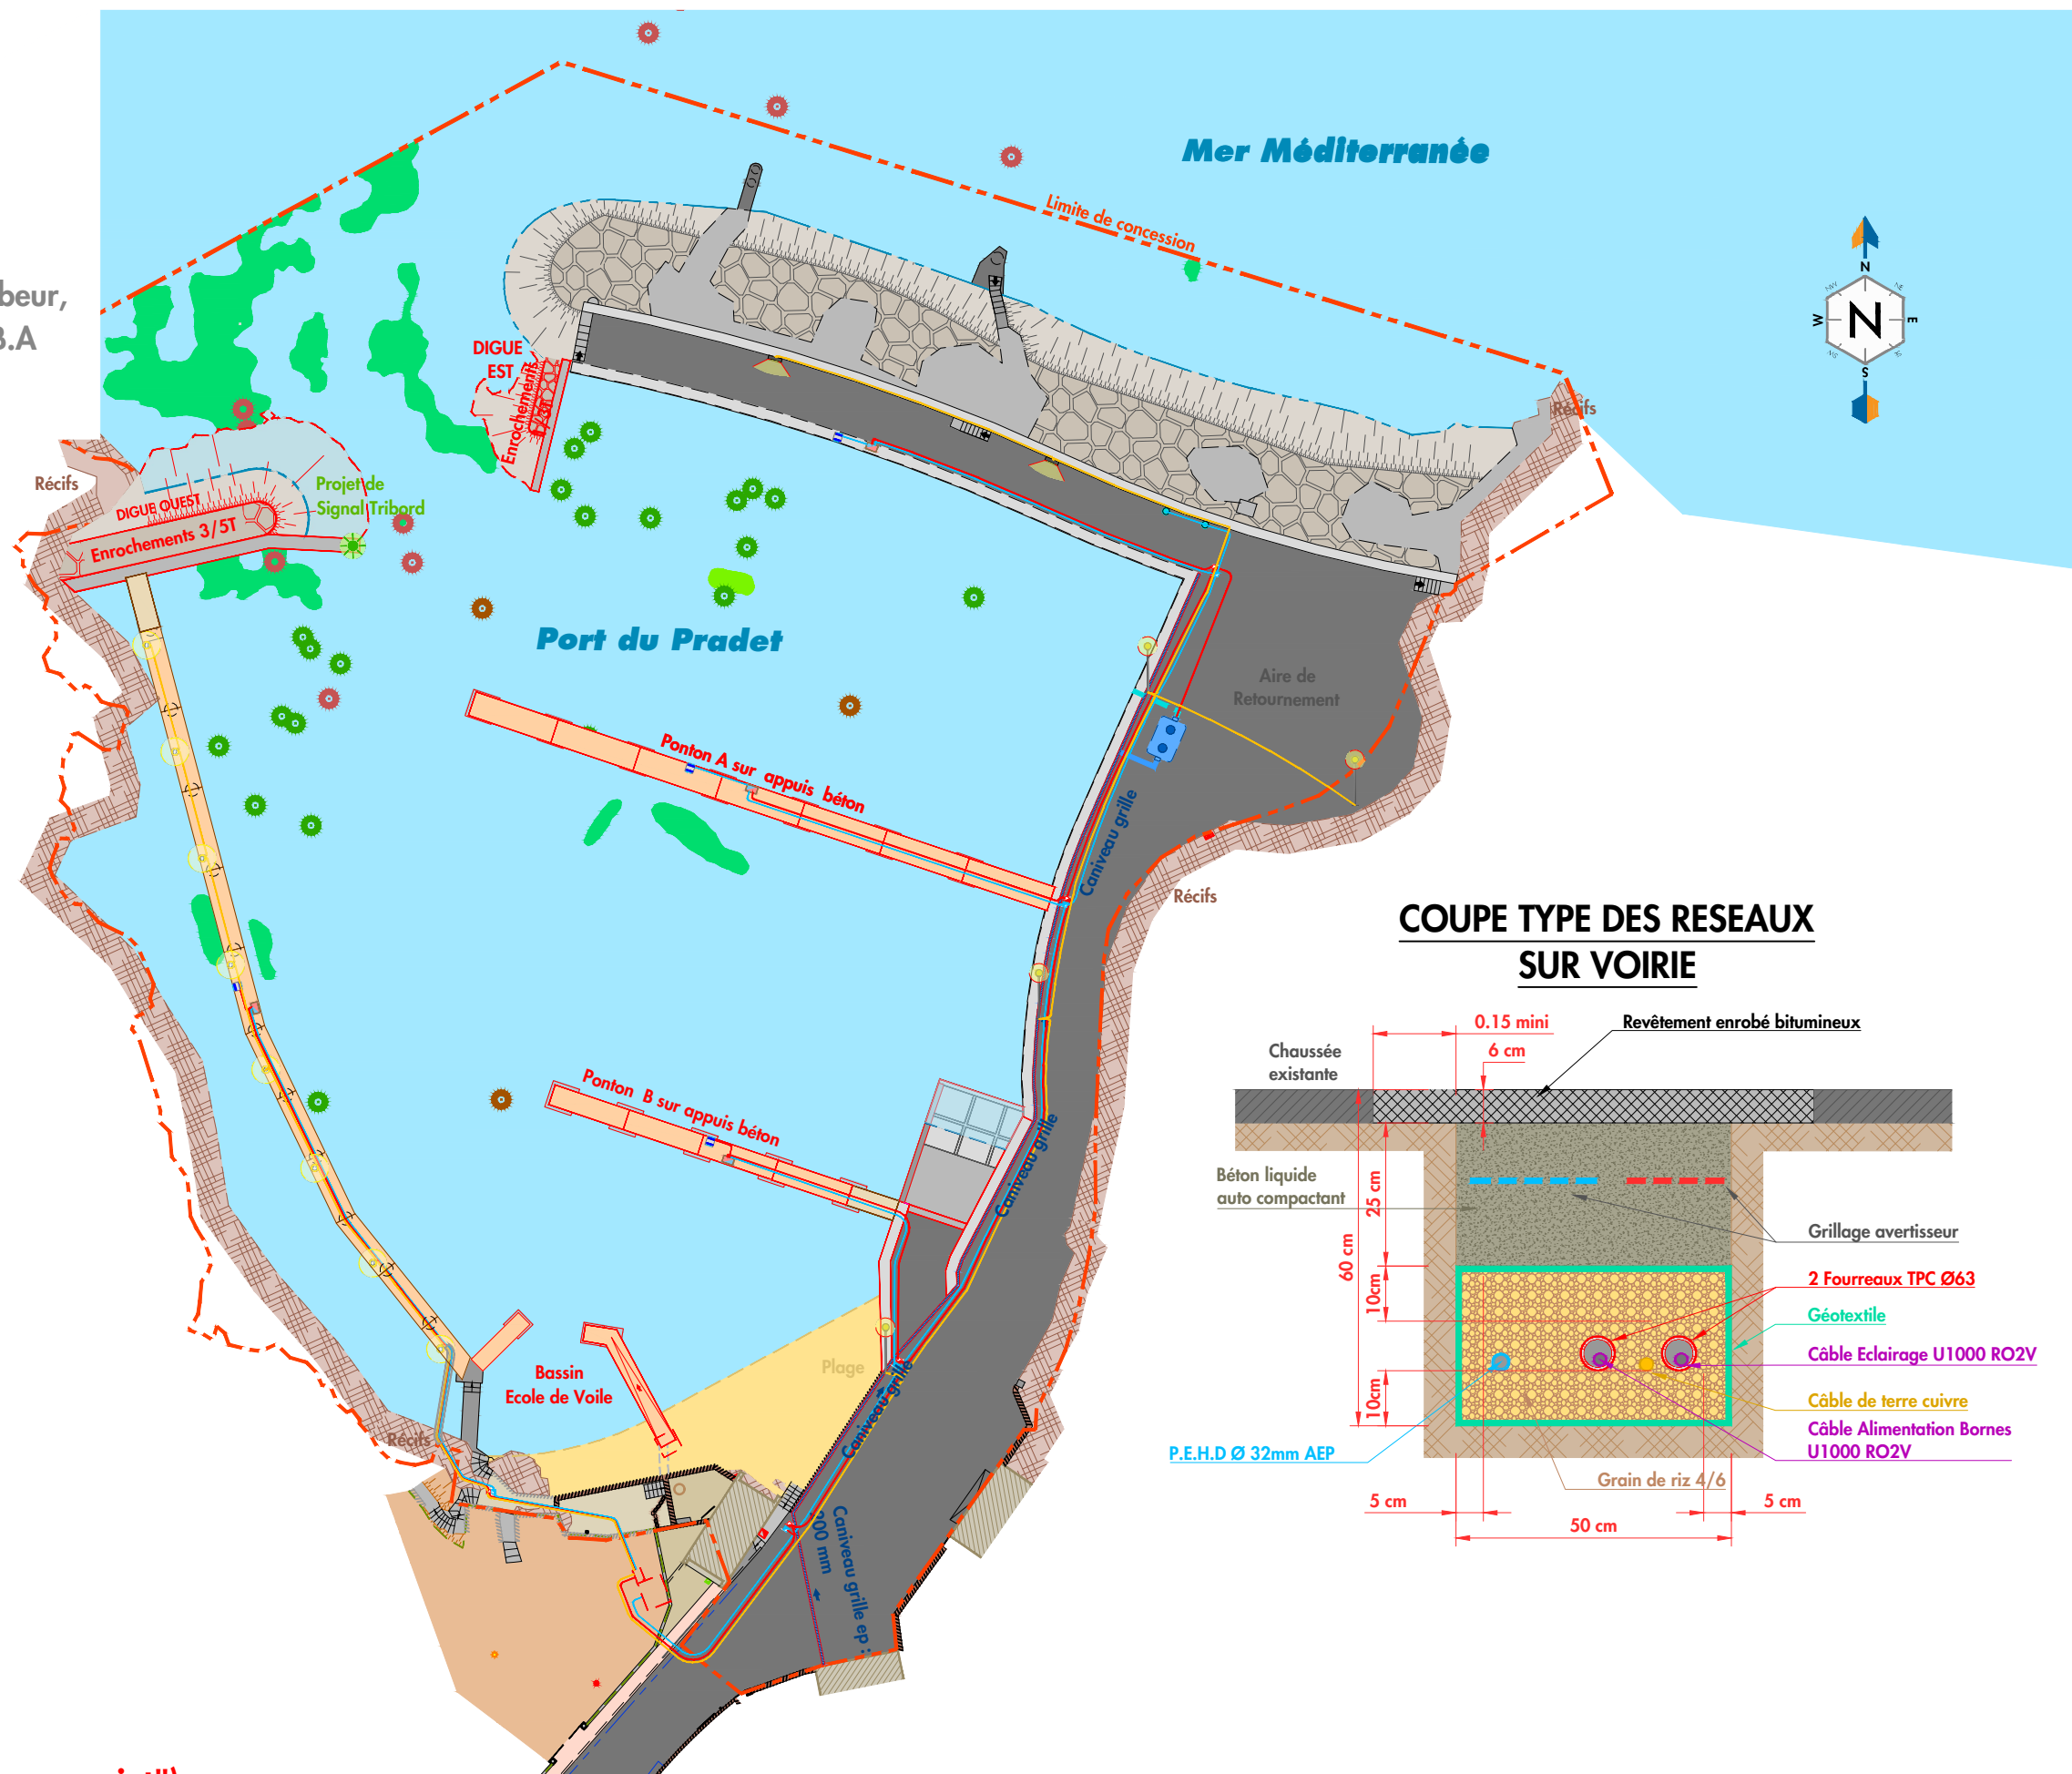 Mer Méditerranée
Limite de concession
N
N
W
E
S
beur,
B.A
DIGUE
EST
Enrochements
Récifs
Récifs
Projet de
Signal Tribord
DIGUE OUEST
Enrochements 3/5T
Port du Pradet
Aire de
Retournement
Ponton A sur appuis béton
Caniveau grille
Récifs
Ponton B sur appuis béton
Caniveau grille
Plage
Bassin
Ecole de Voile
Caniveau grille
Récifs
Caniveau grille ep :
200 mm
COUPE TYPE DES RESEAUX
SUR VOIRIE
0.15 mini
Revêtement enrobé bitumineux
6 cm
Chaussée
existante
Béton liquide
auto compactant
25 cm
60 cm
10cm
10cm
Grillage avertisseur
2 Fourreaux TPC Ø63
Géotextile
Câble Eclairage U1000 RO2V
Câble de terre cuivre
Câble Alimentation Bornes
U1000 RO2V
P.E.H.D Ø 32mm AEP
Grain de riz 4/6
5 cm
5 cm
50 cm